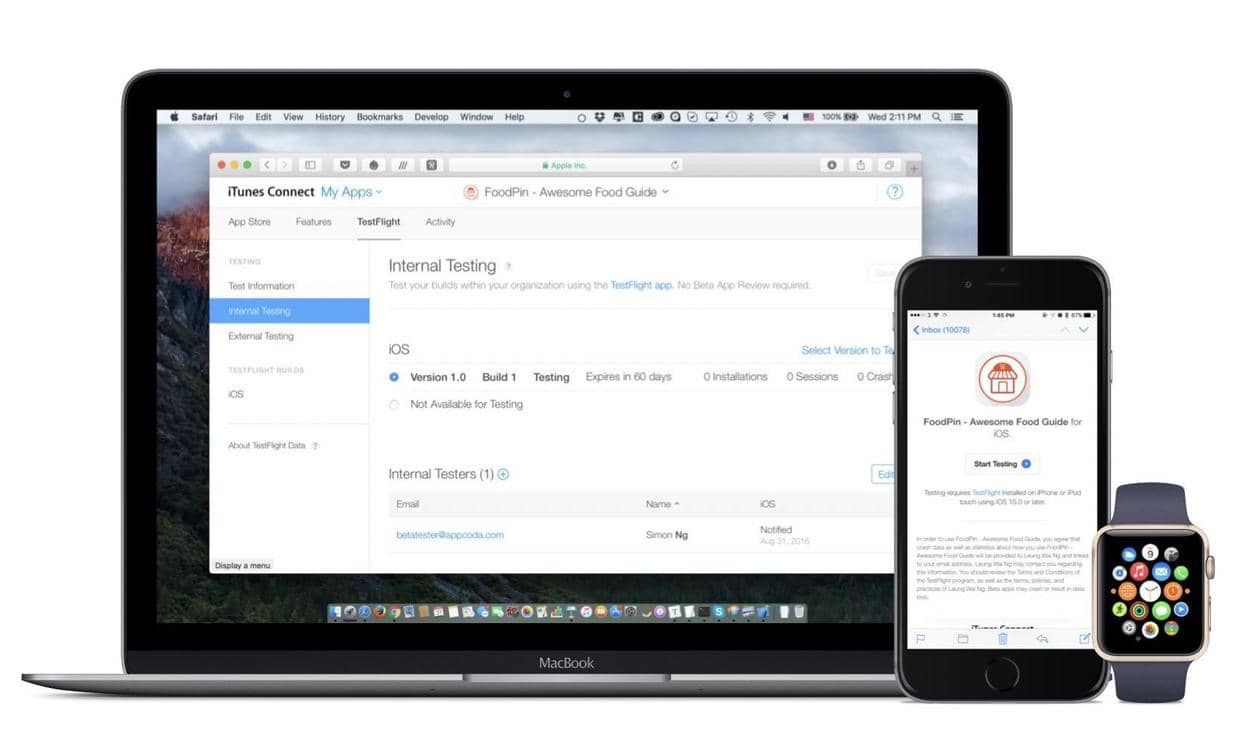 Safari File Edit View History Bookmarks Develop Window Help 100% Wed 2:11 PM
Apple Inc.
iTunes Connect My Apps FoodPin - Awesome Food Guide ?
App Store Features TestFlight Activity
TESTING
Test Information
Internal Testing
External Testing
TESTFLIGHT BUILDS
iOS
About TestFlight Data ?
Internal Testing ?
Save
Test your builds within your organization using the TestFlight app. No Beta App Review required.
iOS
Select Version to Te
Version 1.0 Build 1 Testing Expires in 60 days 0 Installations 0 Sessions 0 Crash
Not Available for Testing
Internal Testers (1)
Edit
Email Name iOS
betatester@appcoda.com Simon Ng Notified
Aug 31, 2016
Display a menu
MacBook
3 1:45 PM 87%
Inbox (10078)
FoodPin - Awesome Food Guide for
iOS.
Start Testing
Testing requires TestFlight installed on iPhone or iPod
touch using iOS 10.0 or later.
In order to use FoodPin - Awesome Food Guide, you agree that
crash data as well as statistics about how you use FoodPin -
Awesome Food Guide will be provided to Leung Wai Ng and linked
to your email address. Leung Wai Ng may contact you regarding
this information. You should review the Terms and Conditions of
the TestFlight program, as well as the terms, policies, and
practices of Leung Wai Ng. Beta apps may crash or result in data
loss.
iTunes Connect
9